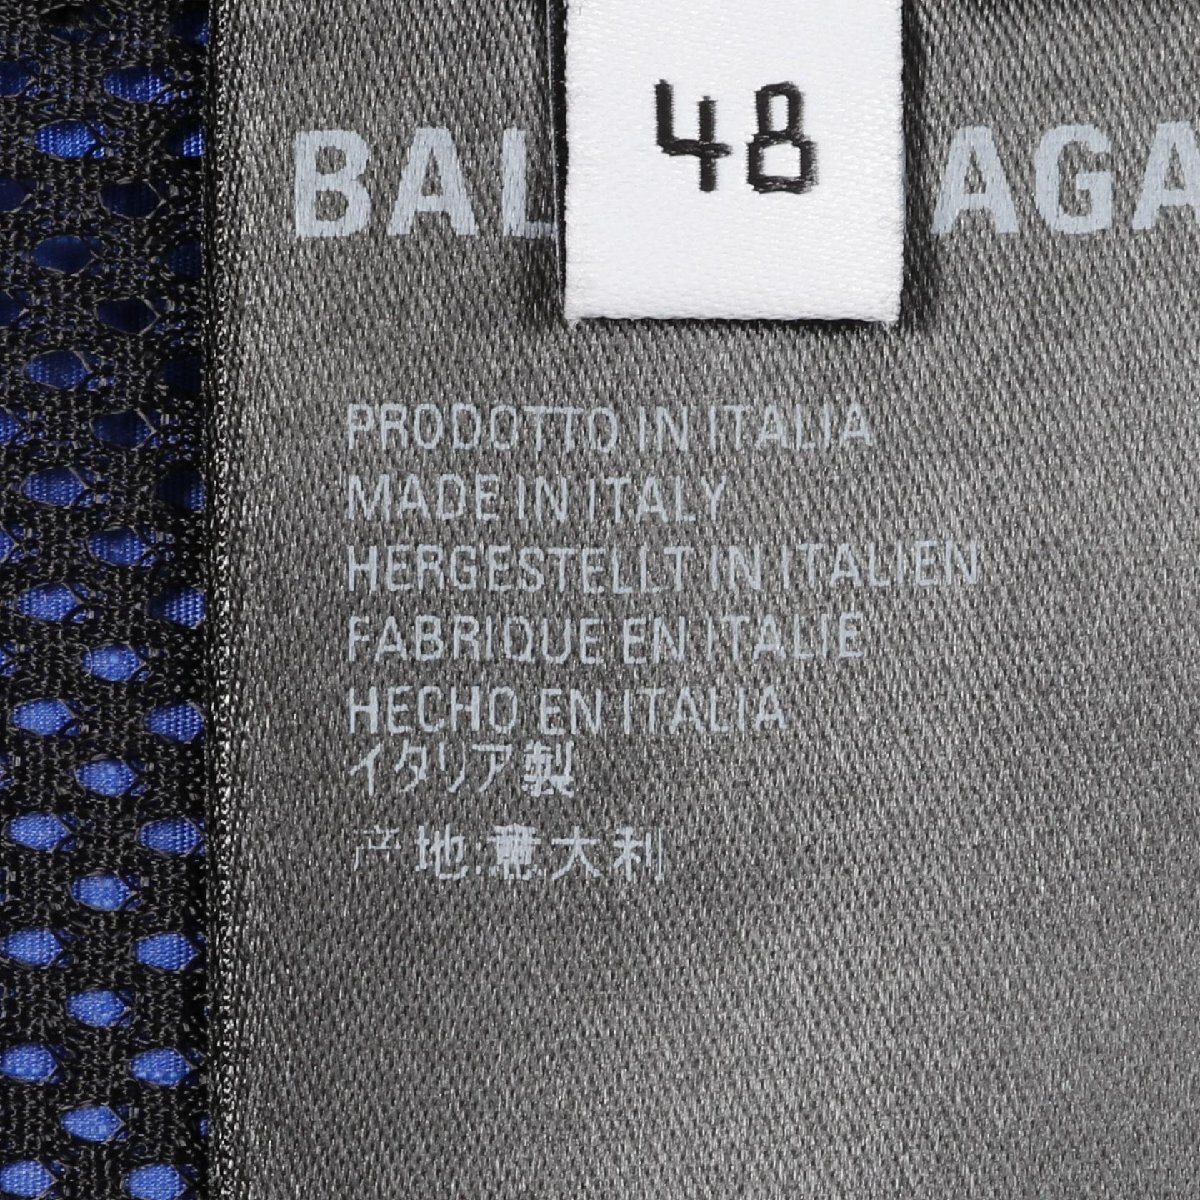 48
BAL AGA
PRODOTTO IN ITALIA
MADE IN ITALY
HERGESTELLT IN ITALIEN
FABRIQUE EN ITALIE
HECHO EN ITALIA
イタリア製
产地:意大利